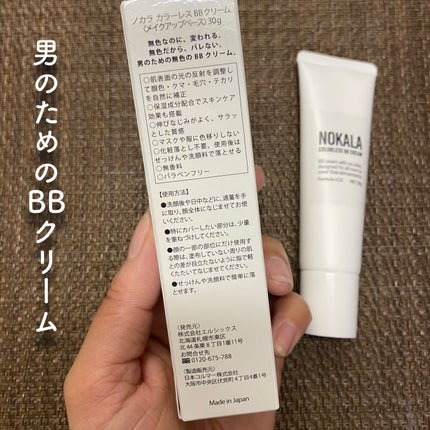 男のためのBBクリーム
ノカラ カラーレス BBクリーム
〈メイクアップベース〉30g
無色なのに、変われる。
無色だから、バレない。
男のための無色の BB クリーム。
○肌表面の光の反射を調整し
て顔色・クマ・毛穴・テカリ
を自然に補正
○保湿成分配合でスキンケア
効果も搭載
○伸びなじみがよく、サラッ
とした質感
○マスクや服に色移りしない
○化粧落とし不要。使用後は
せっけんや洗顔料で落とせる
○無香料
○パラベンフリー
【使用方法】
●洗顔後や日中などに、適量を手
に取り、顔全体になじませてお使
いください。
●特にカバーしたい部分は、少量
を重ねづけしてください。
●顔の一部の部位にだけ使用す
る際は、塗布していない周りの肌
との差が目立たないように指で軽
くたたいてなじませてください。
●せっけんや洗顔料で簡単に落
とせます。
〈発売元〉
株式会社エルシックス
北海道札幌市東区
北44条東8丁目1番11号
お問合せ先
0120-675-788
〈製造販売元〉
日本コルマー株式会社
大阪市中央区伏見町4丁目4番1号
Made in Japan
NOKALA
COLORLESS BB CREAM